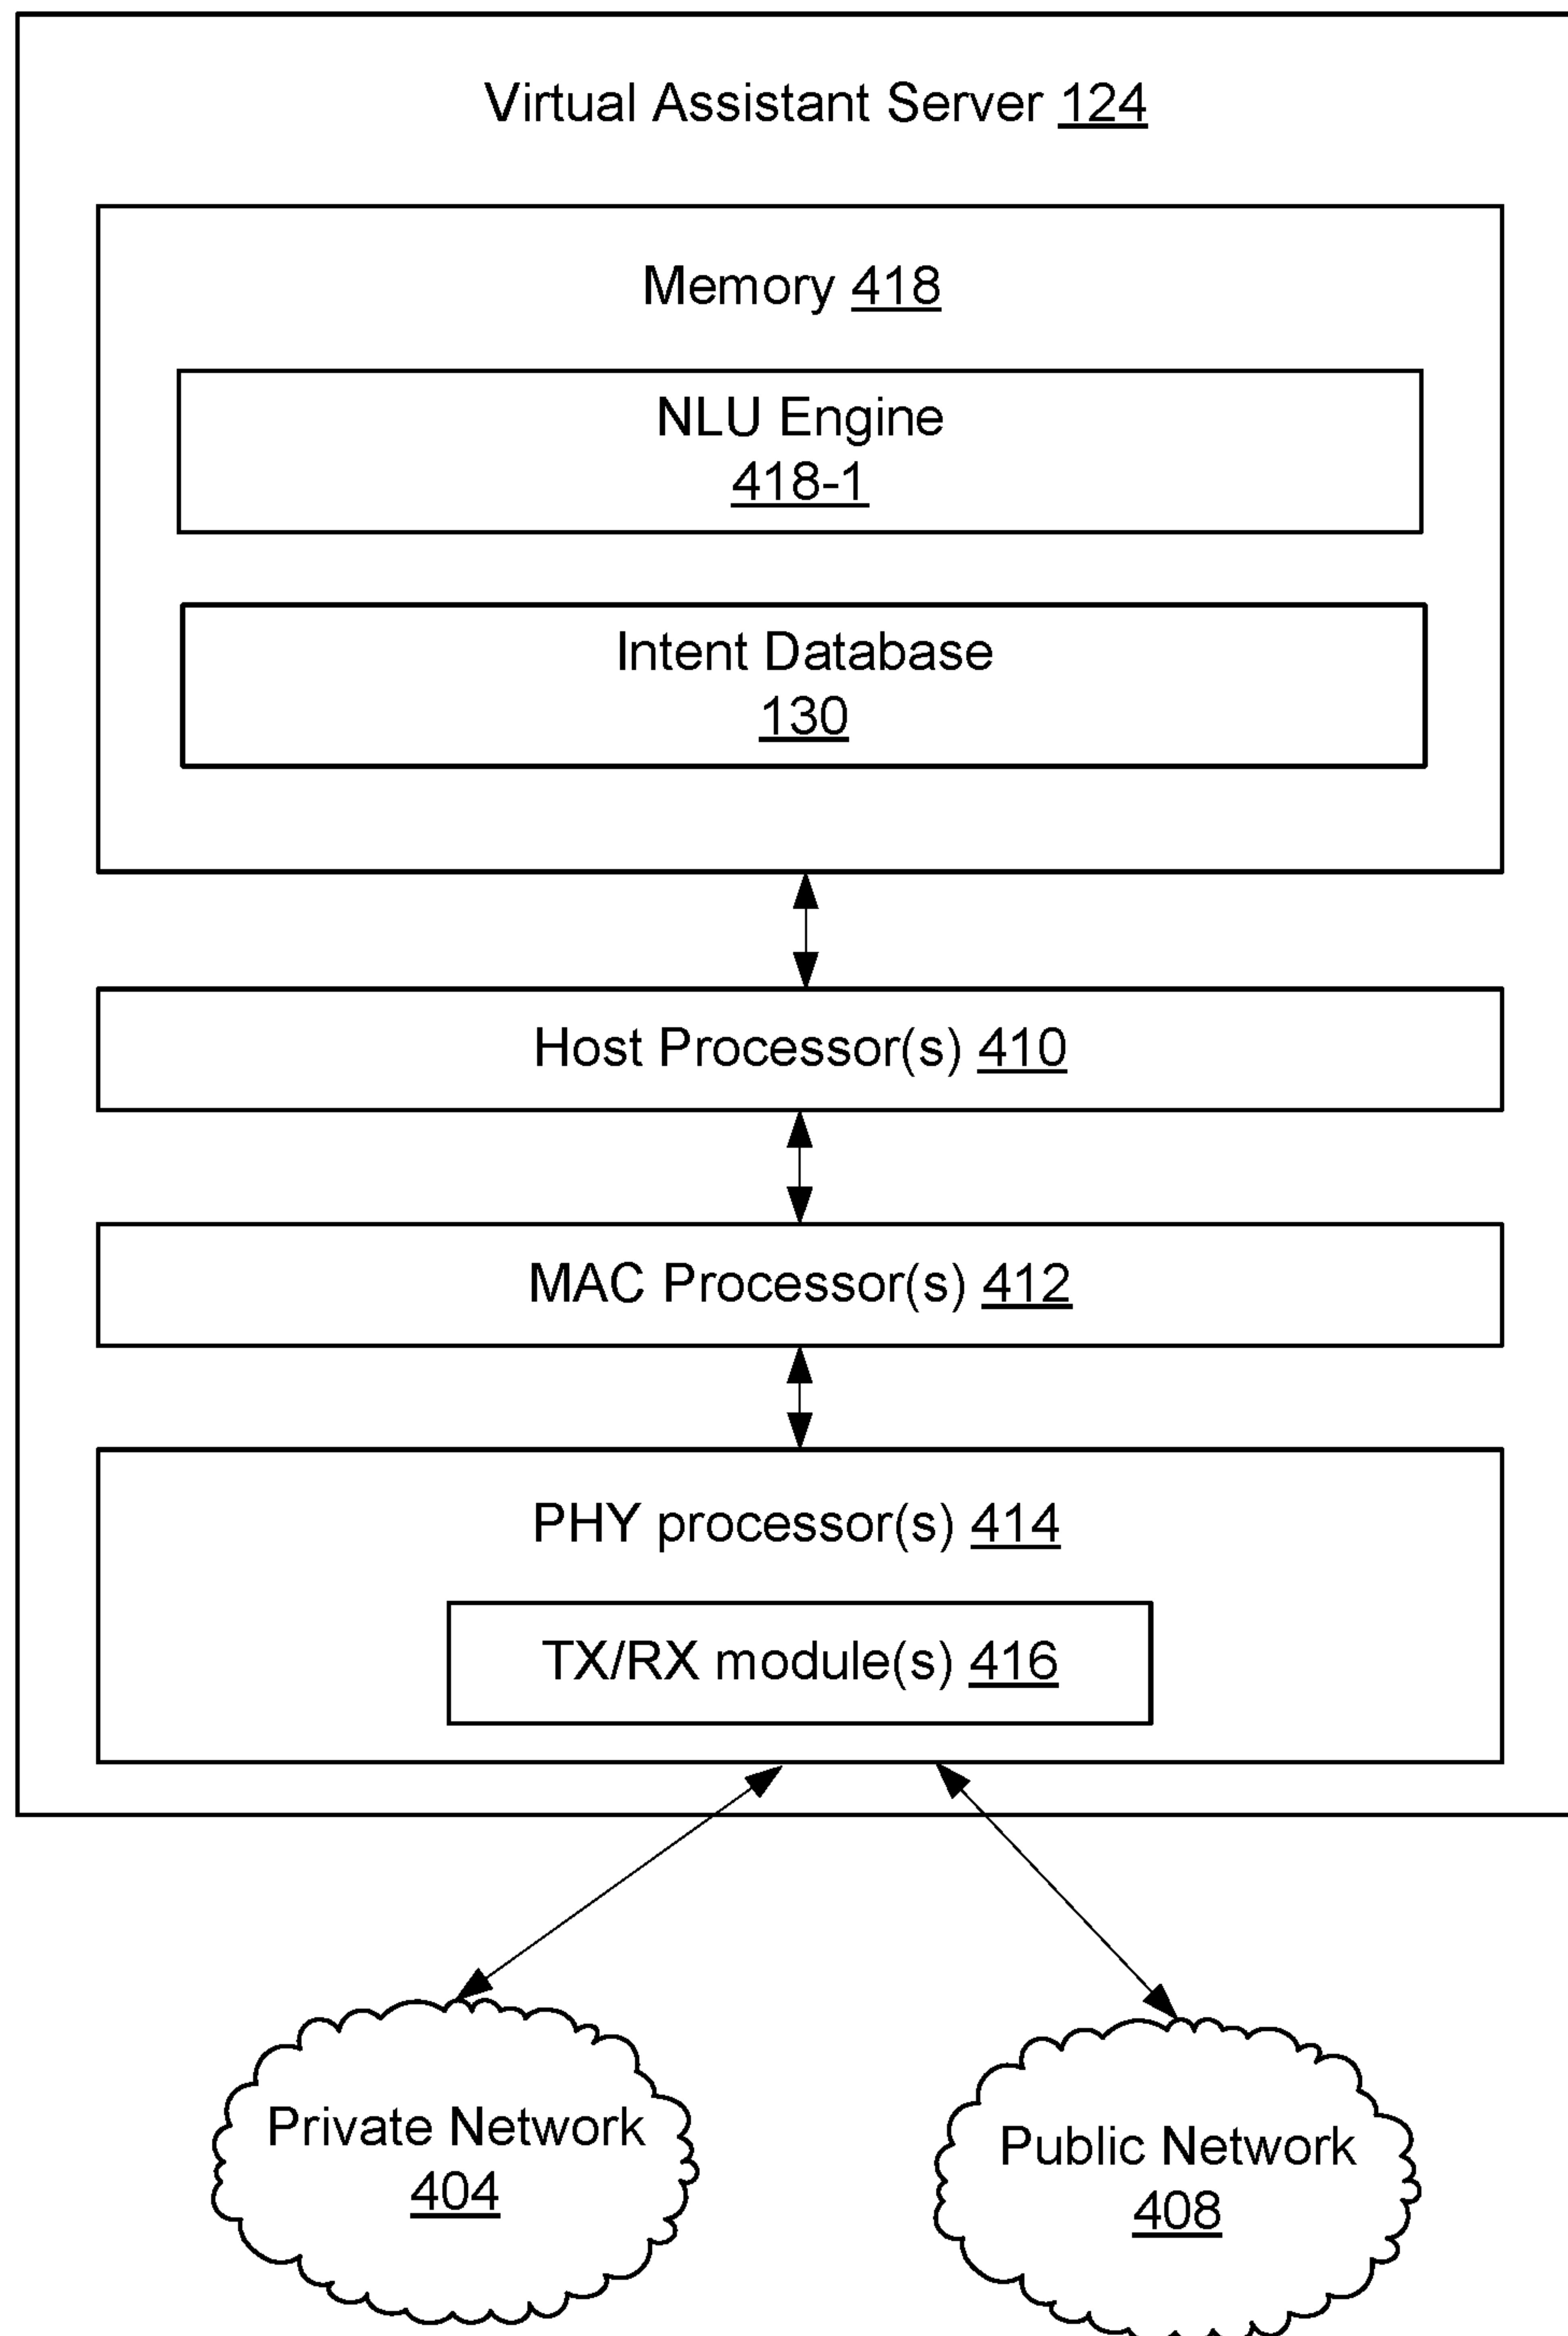 Virtual Assistant Server 124
Memory 418
NLU Engine
418-1
Intent Database
130
Host Processor(s) 410
MAC Processor(s) 412
PHY processor(s) 414
TX/RX module(s) 416
Private Network
404
Public Network
408